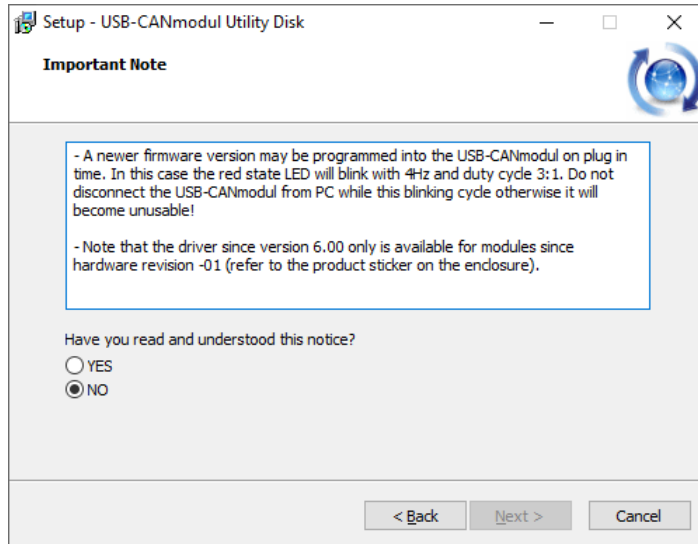 Setup - USB-CANmodul Utility Disk
Important Note
- A newer firmware version may be programmed into the USB-CANmodul on plug in
time. In this case the red state LED will blink with 4Hz and duty cycle 3:1. Do not
disconnect the USB-CANmodul from PC while this blinking cycle otherwise it will
become unusable!
- Note that the driver since version 6.00 only is available for modules since
hardware revision -01 (refer to the product sticker on the enclosure).
Have you read and understood this notice?
YES
NO
< Back
Next >
Cancel